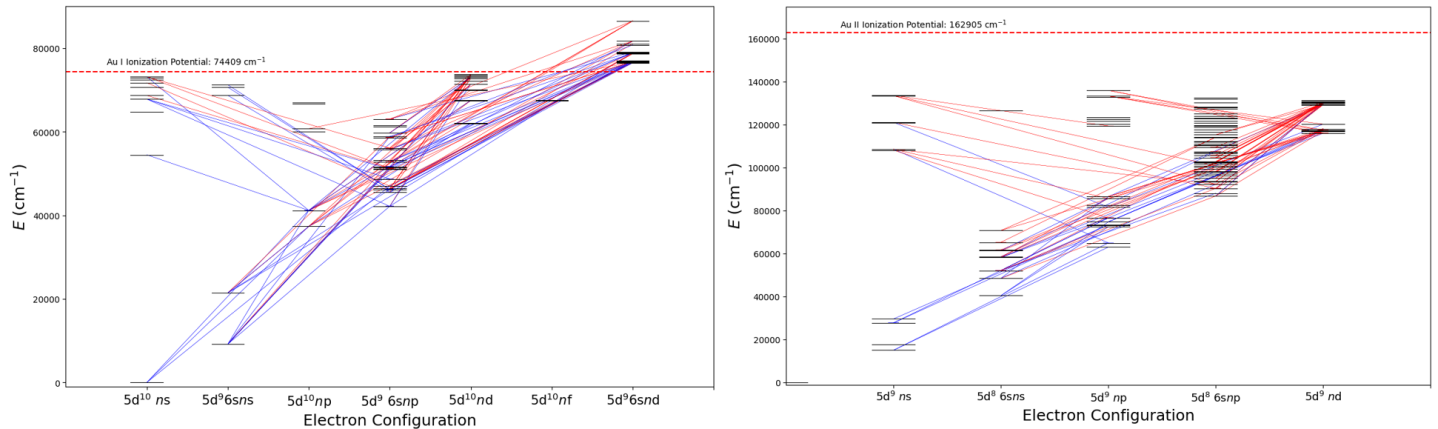 Au I Ionization Potential: 74409 cm⁻¹
80000
60000
40000
20000
0
E (cm⁻¹)
5d¹⁰ ns 5d⁹6sns 5d¹⁰np 5d⁹ 6snp 5d¹⁰nd 5d¹⁰nf 5d⁹6snd
Electron Configuration
Au II Ionization Potential: 162905 cm⁻¹
160000
140000
120000
100000
80000
60000
40000
20000
0
E (cm⁻¹)
5d⁹ ns 5d⁸ 6sns 5d⁹ np 5d⁸ 6snp 5d⁹ nd
Electron Configuration